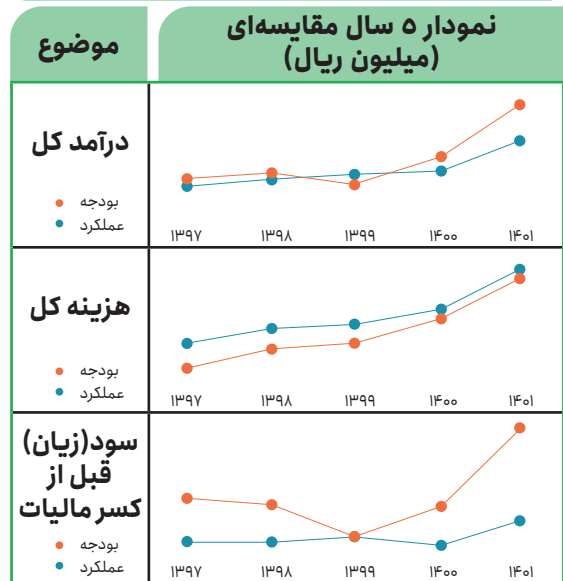 موضوع
نمودار ۵ سال مقایسه‌ای
(میلیون ریال)
درآمد کل
بودجه
عملکرد
۱۳۹۷ ۱۳۹۸ ۱۳۹۹ ۱۴۰۰ ۱۴۰۱
هزینه کل
بودجه
عملکرد
۱۳۹۷ ۱۳۹۸ ۱۳۹۹ ۱۴۰۰ ۱۴۰۱
سود(زیان)
قبل از
کسر مالیات
بودجه
عملکرد
۱۳۹۷ ۱۳۹۸ ۱۳۹۹ ۱۴۰۰ ۱۴۰۱